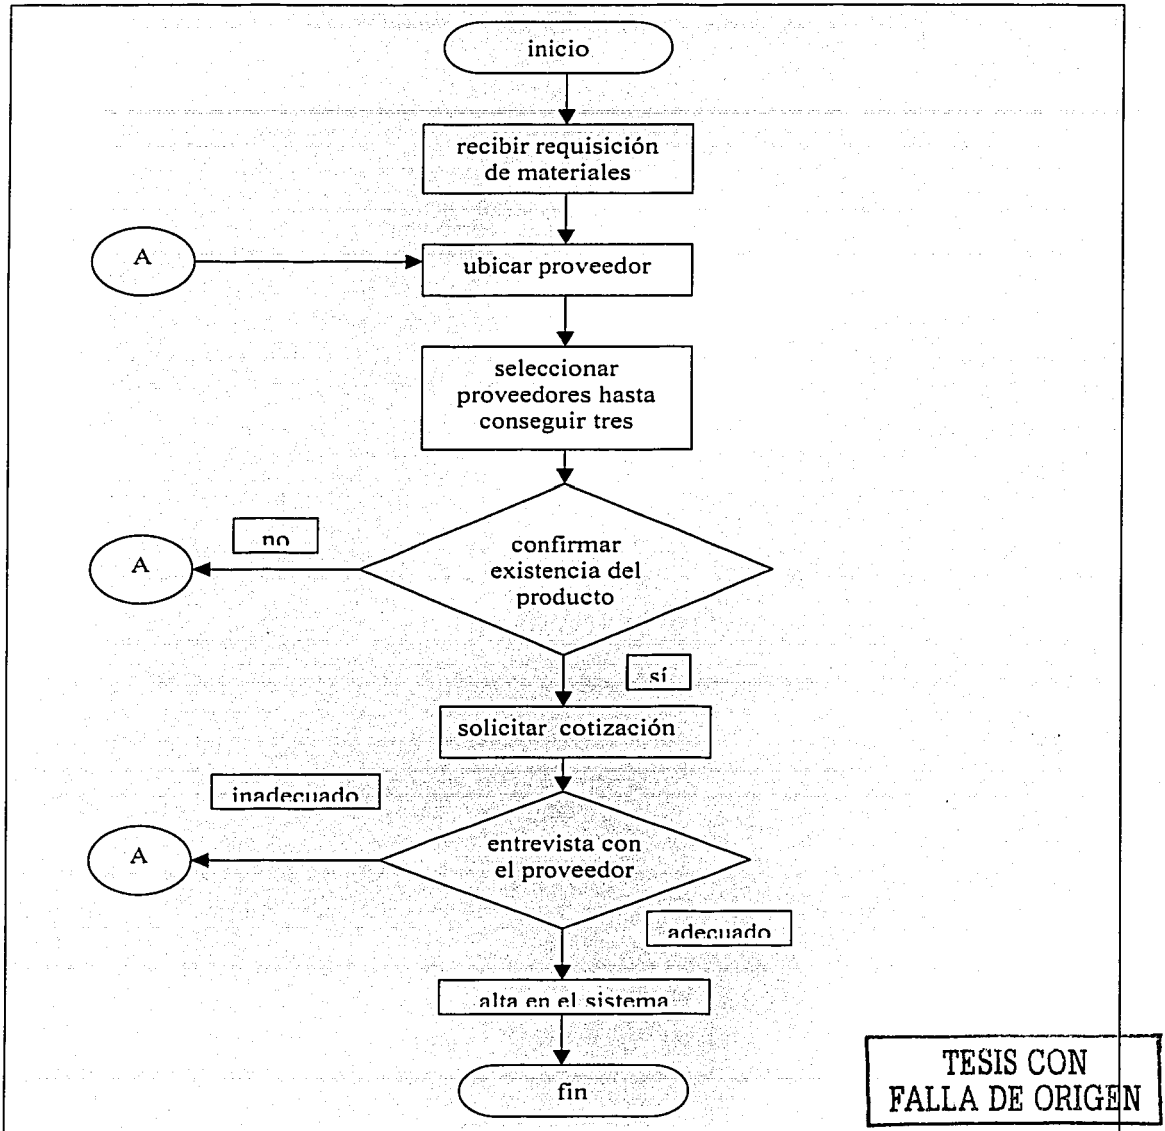 inicio
recibir requisición
de materiales
A
ubicar proveedor
seleccionar
proveedores hasta
conseguir tres
no
A
confirmar
existencia del
producto
sí
solicitar cotización
inadecuado
A
entrevista con
el proveedor
adecuado
alta en el sistema
fin
TESIS CON
FALLA DE ORIGEN